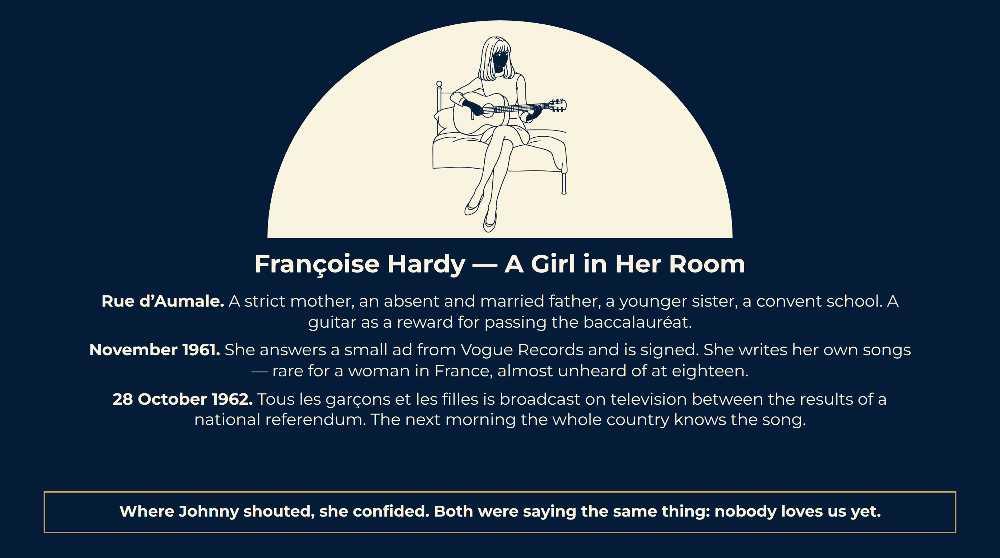 Françoise Hardy — A Girl in Her Room
Rue d’Aumale. A strict mother, an absent and married father, a younger sister, a convent school. A
guitar as a reward for passing the baccalauréat.
November 1961. She answers a small ad from Vogue Records and is signed. She writes her own songs
— rare for a woman in France, almost unheard of at eighteen.
28 October 1962. Tous les garçons et les filles is broadcast on television between the results of a
national referendum. The next morning the whole country knows the song.
Where Johnny shouted, she confided. Both were saying the same thing: nobody loves us yet.